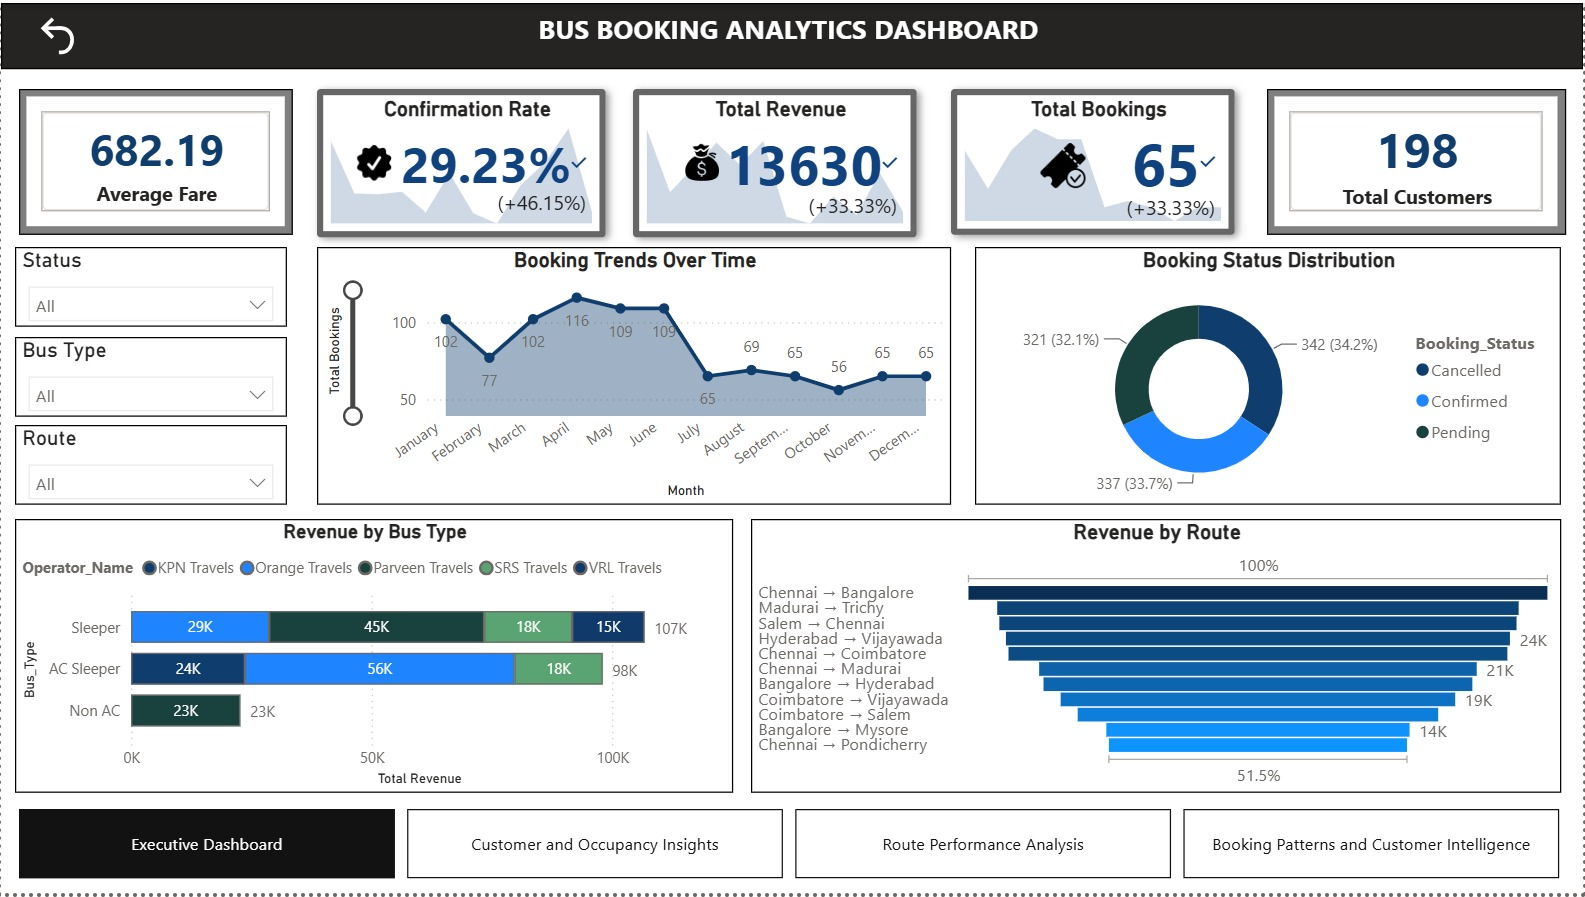 BUS BOOKING ANALYTICS DASHBOARD
682.19
Average Fare
Confirmation Rate
29.23%
(+46.15%)
Total Revenue
$
13630
(+33.33%)
Total Bookings
65
(+33.33%)
198
Total Customers
Status
All
Bus Type
All
Route
All
Booking Trends Over Time
Total Bookings
100
50
102
77
102
116
109
109
65
69
65
56
65
65
January
February
March
April
May
June
July
August
Septem...
October
Novem...
Decem...
Month
Booking Status Distribution
321 (32.1%)
342 (34.2%)
337 (33.7%)
Booking_Status
Cancelled
Confirmed
Pending
Revenue by Bus Type
Operator_Name KPN Travels Orange Travels Parveen Travels SRS Travels VRL Travels
Bus_Type
Sleeper 29K 45K 18K 15K 107K
AC Sleeper 24K 56K 18K 98K
Non AC 23K 23K
0K 50K 100K
Total Revenue
Revenue by Route
100%
Chennai → Bangalore
Madurai → Trichy
Salem → Chennai
Hyderabad → Vijayawada 24K
Chennai → Coimbatore
Chennai → Madurai 21K
Bangalore → Hyderabad
Coimbatore → Vijayawada 19K
Coimbatore → Salem
Bangalore → Mysore 14K
Chennai → Pondicherry
51.5%
Executive Dashboard
Customer and Occupancy Insights
Route Performance Analysis
Booking Patterns and Customer Intelligence